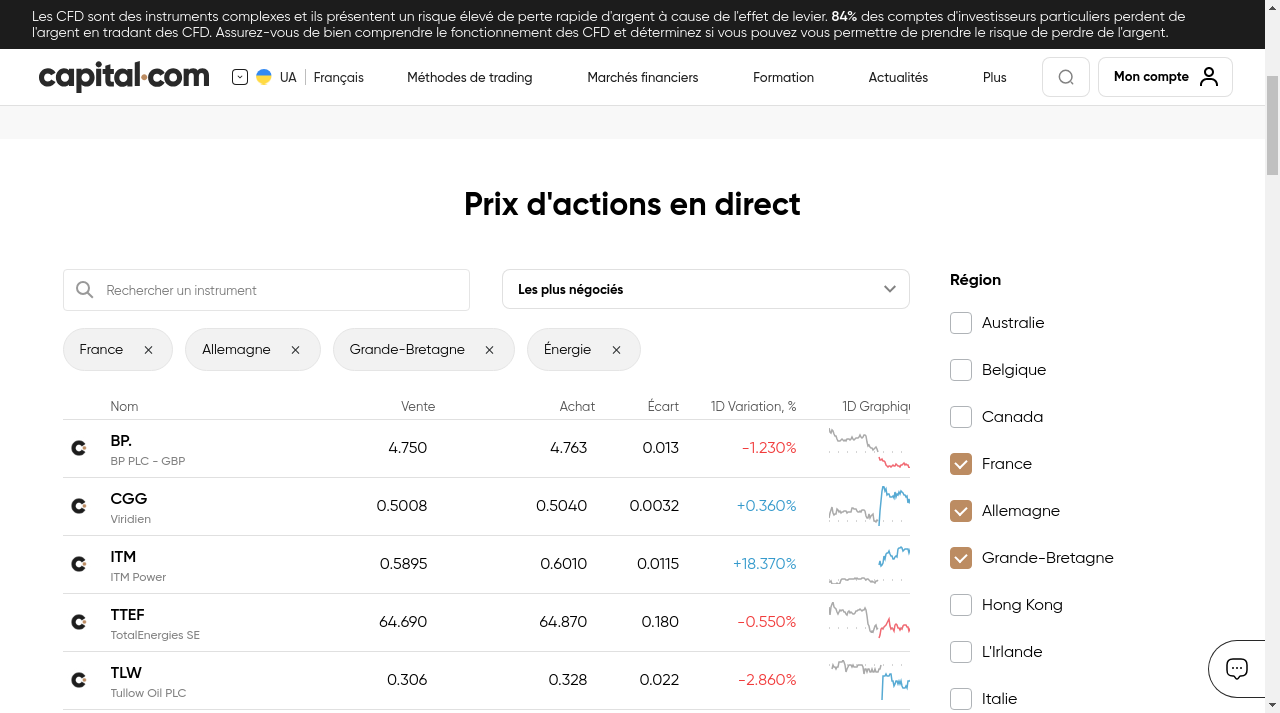 Les CFD sont des instruments complexes et ils présentent un risque élevé de perte rapide d'argent à cause de l'effet de levier. 84% des comptes d'investisseurs particuliers perdent de
l'argent en tradant des CFD. Assurez-vous de bien comprendre le fonctionnement des CFD et déterminez si vous pouvez vous permettre de prendre le risque de perdre de l'argent.
capital.com UA Français Méthodes de trading Marchés financiers Formation Actualités Plus Mon compte
Prix d'actions en direct
Rechercher un instrument Les plus négociés
France Allemagne Grande-Bretagne Énergie
Nom Vente Achat Écart 1D Variation, % 1D Graphiqu
BP. 4.750 4.763 0.013 -1.230%
BP PLC - GBP
CGG 0.5008 0.5040 0.0032 +0.360%
Viridien
ITM 0.5895 0.6010 0.0115 +18.370%
ITM Power
TTEF 64.690 64.870 0.180 -0.550%
TotalEnergies SE
TLW 0.306 0.328 0.022 -2.860%
Tullow Oil PLC
Région
Australie
Belgique
Canada
France
Allemagne
Grande-Bretagne
Hong Kong
L'Irlande
Italie